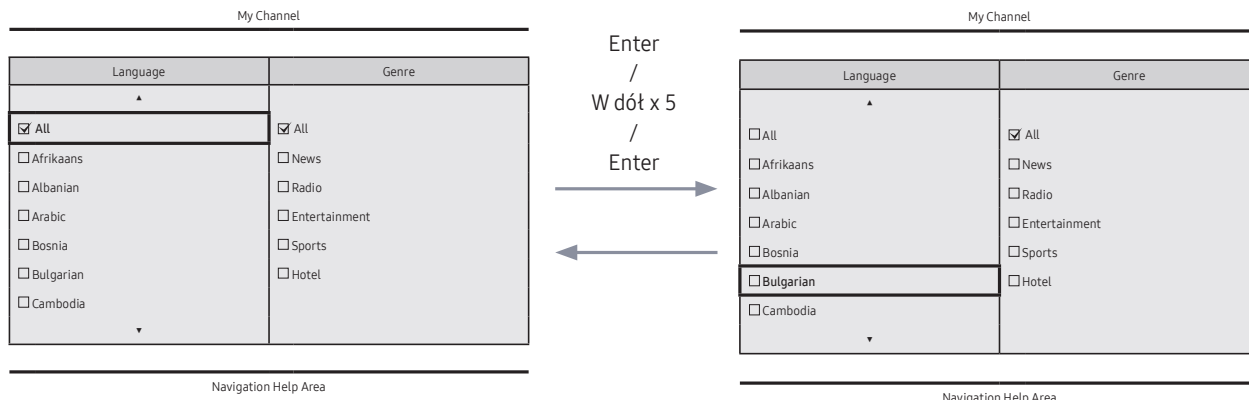 My Channel
Language
Genre
▲
☑ All
☑ All
☐ Afrikaans
☐ News
☐ Albanian
☐ Radio
☐ Arabic
☐ Entertainment
☐ Bosnia
☐ Sports
☐ Bulgarian
☐ Hotel
☐ Cambodia
▼
Navigation Help Area
Enter
/
W dół x 5
/
Enter
My Channel
Language
Genre
▲
☐ All
☑ All
☐ Afrikaans
☐ News
☐ Albanian
☐ Radio
☐ Arabic
☐ Entertainment
☐ Bosnia
☐ Sports
☐ Bulgarian
☐ Hotel
☐ Cambodia
▼
Navigation Help Area